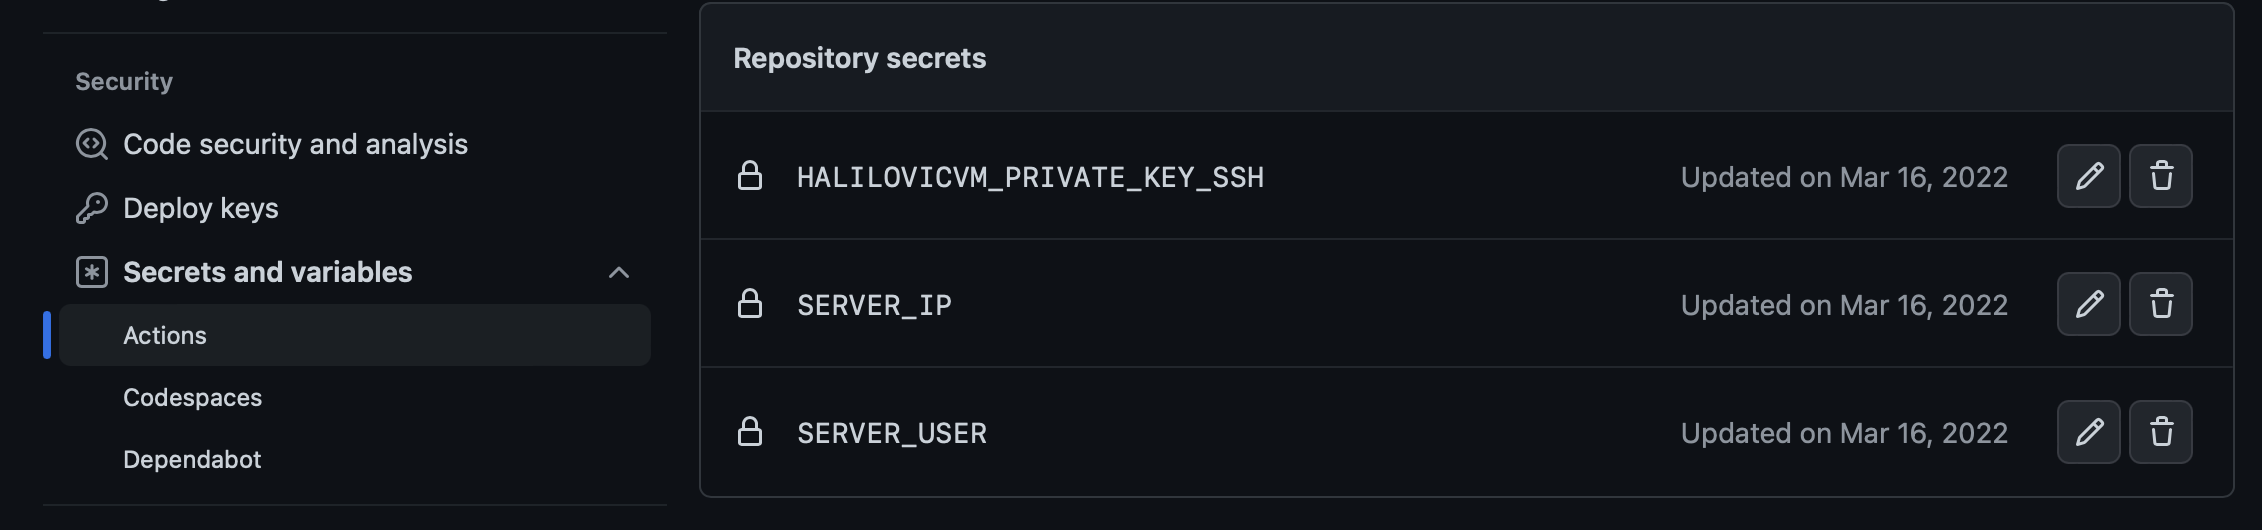 Security
Code security and analysis
Deploy keys
Secrets and variables
Actions
Codespaces
Dependabot
Repository secrets
HALILOVICVM_PRIVATE_KEY_SSH Updated on Mar 16, 2022
SERVER_IP Updated on Mar 16, 2022
SERVER_USER Updated on Mar 16, 2022